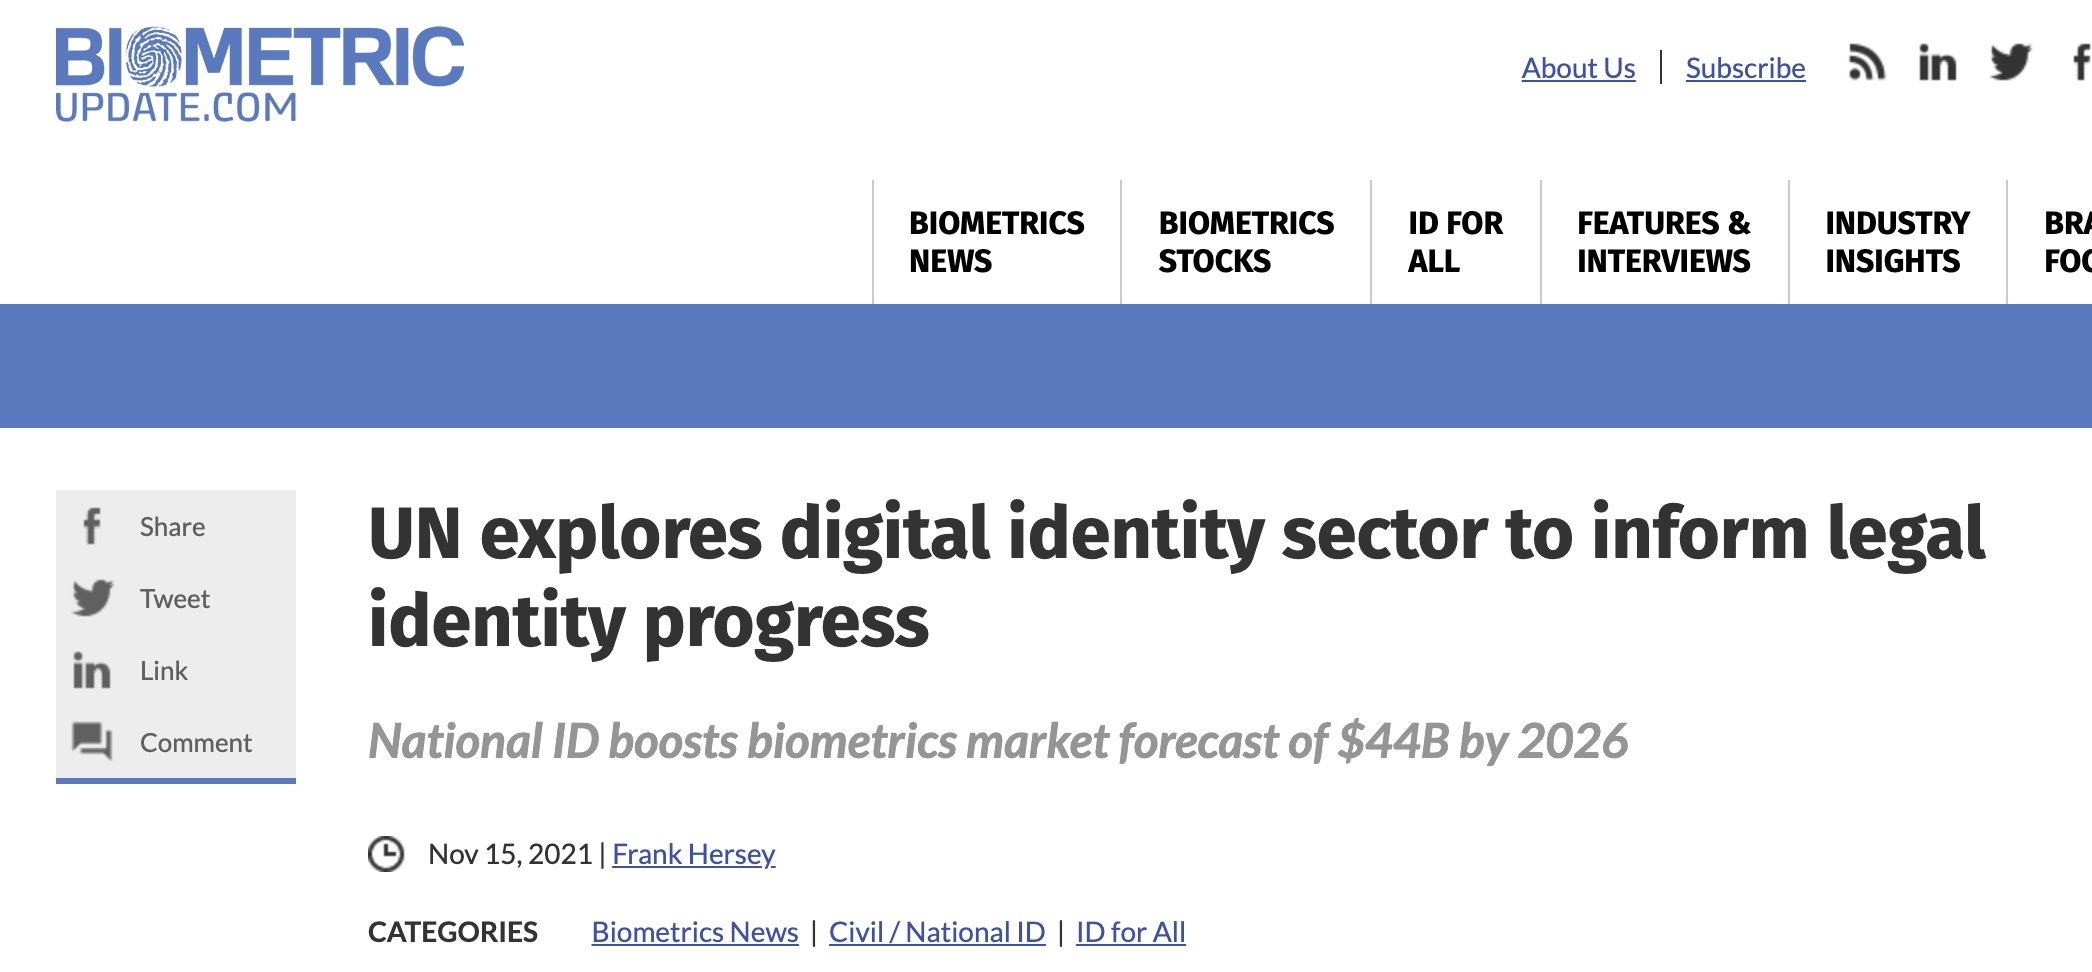 BIOMETRIC
UPDATE.COM
About Us | Subscribe
BIOMETRICS NEWS
BIOMETRICS STOCKS
ID FOR ALL
FEATURES & INTERVIEWS
INDUSTRY INSIGHTS
Share
Tweet
Link
Comment
UN explores digital identity sector to inform legal
identity progress
National ID boosts biometrics market forecast of $44B by 2026
Nov 15, 2021 | Frank Hersey
CATEGORIES Biometrics News | Civil / National ID | ID for All